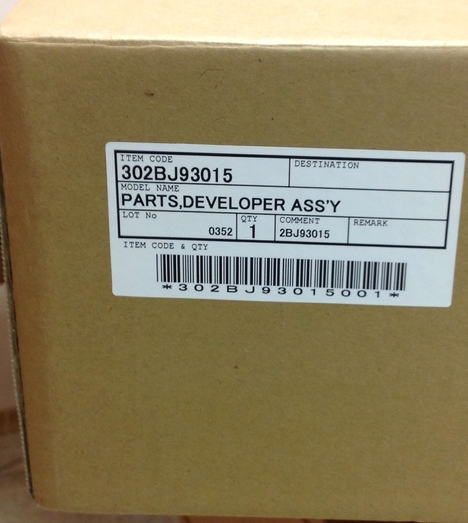 ITEM CODE
302BJ93015
DESTINATION
MODEL NAME
PARTS,DEVELOPER ASS'Y
LOT No
0352
QTY
1
COMMENT
2BJ93015
REMARK
ITEM CODE & QTY
*302BJ93015001*